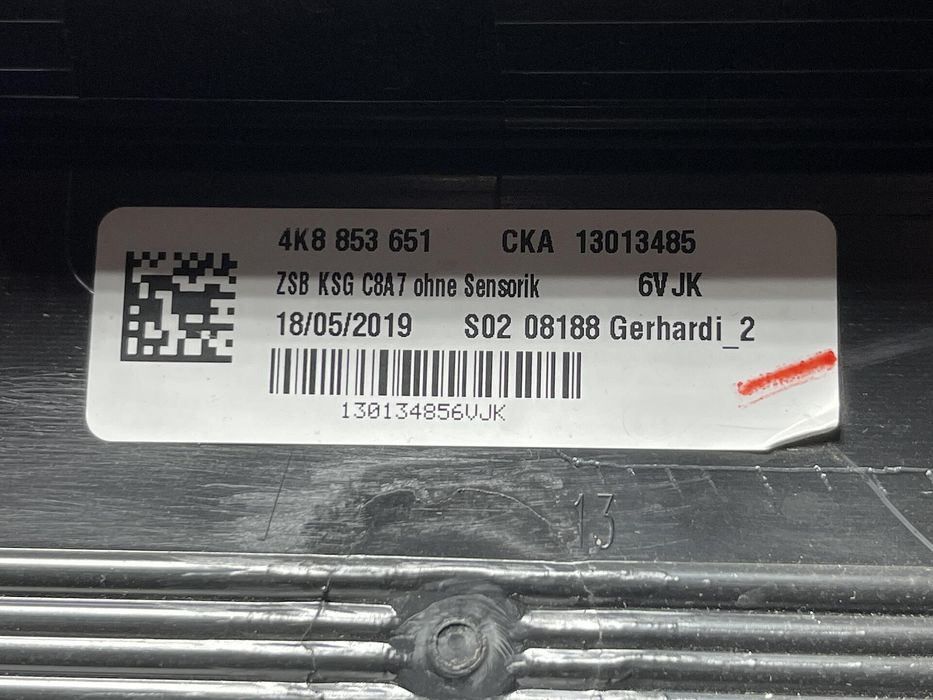 4K8 853 651 CKA 13013485
ZSB KSG C8A7 ohne Sensorik 6VJK
18/05/2019 S02 08188 Gerhardi_2
130134856VJK
13